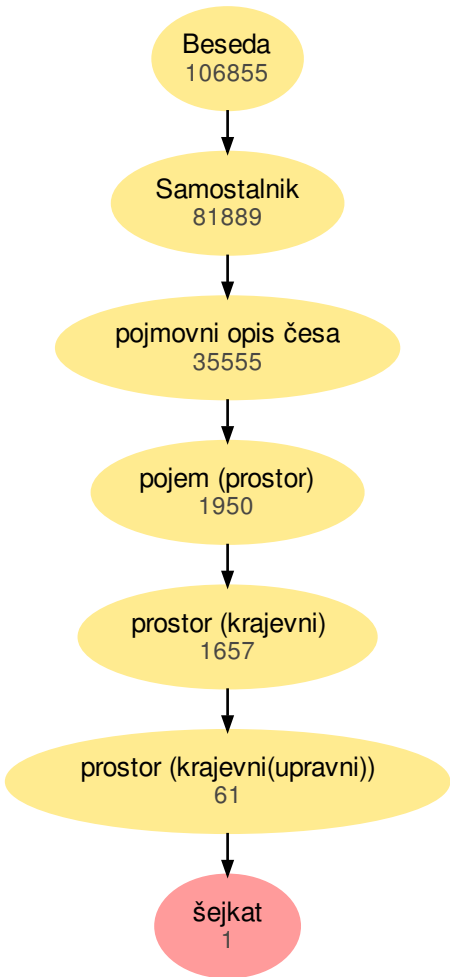 Beseda
106855
Samostalnik
81889
pojmovni opis česa
35555
pojem (prostor)
1950
prostor (krajevni)
1657
prostor (krajevni(upravni))
61
šejkat
1